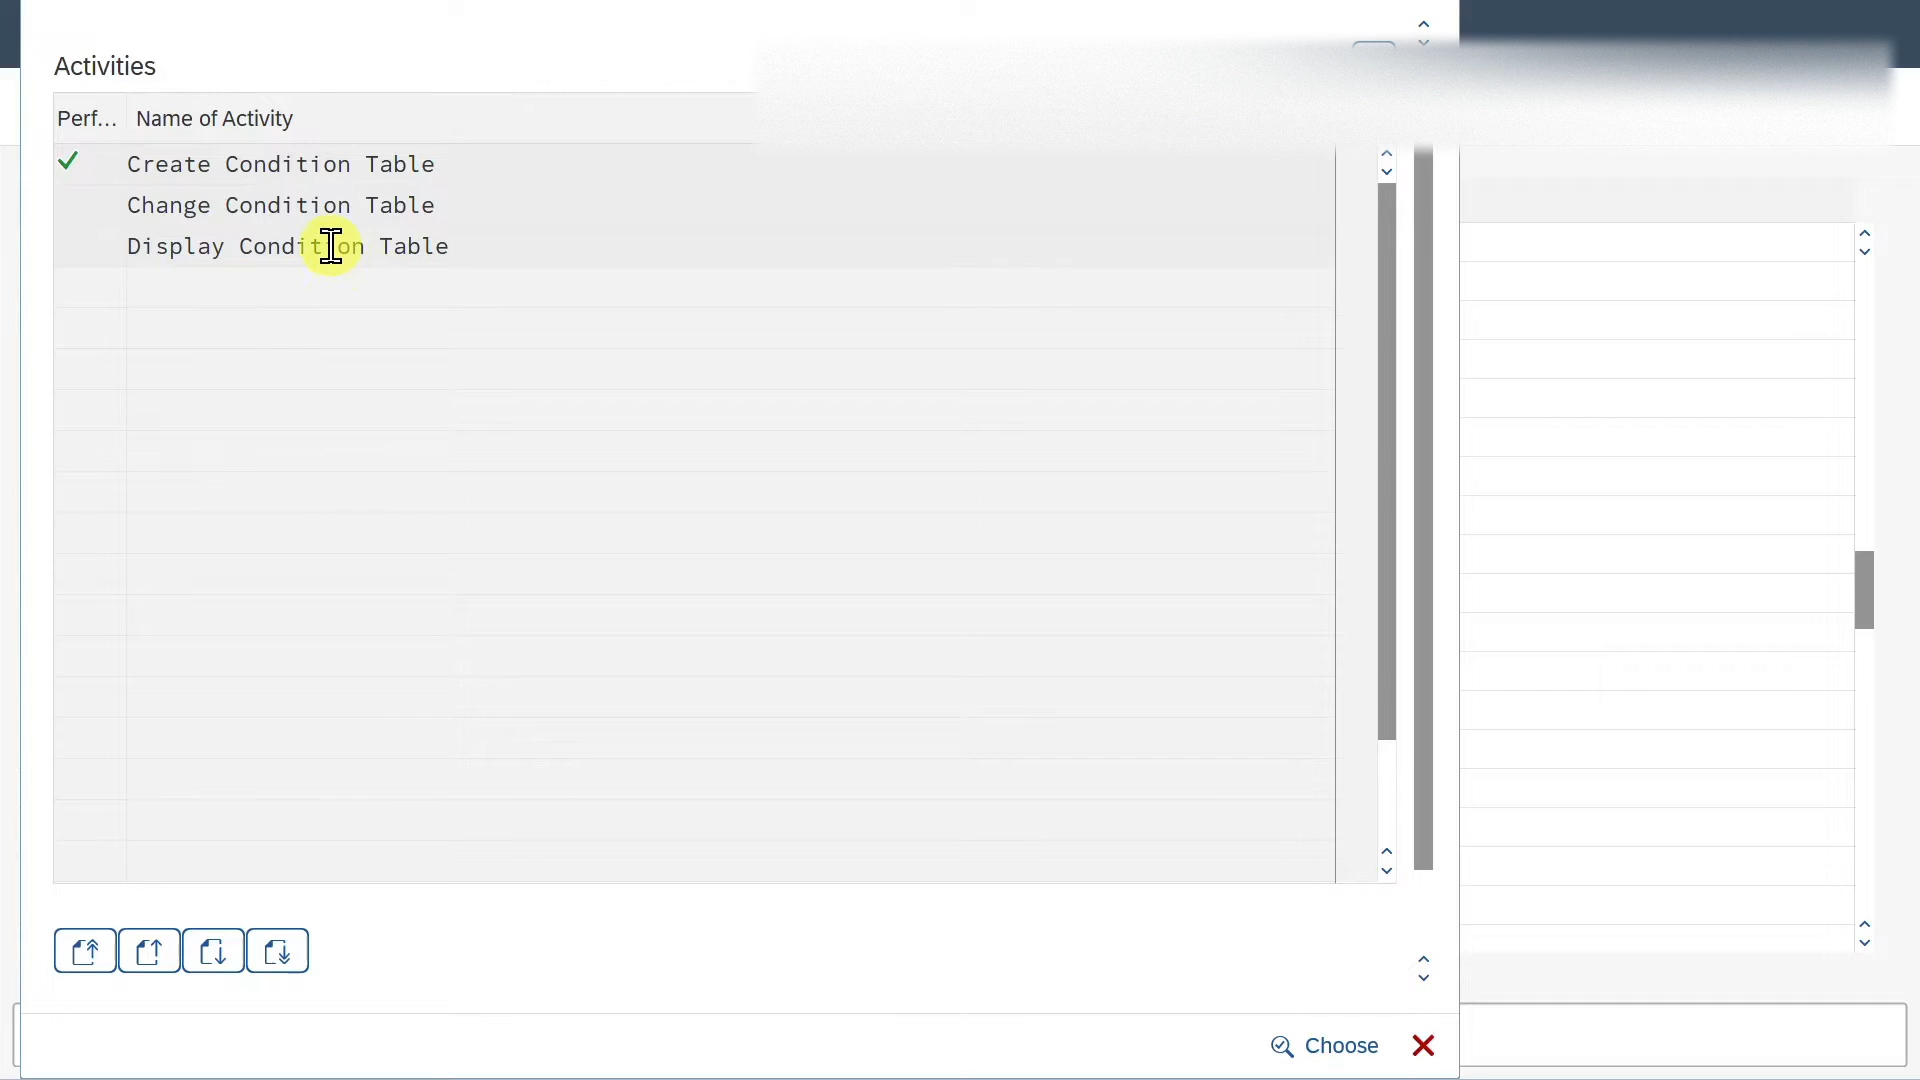 Activities
Perf... Name of Activity
Create Condition Table
Change Condition Table
Display Condition Table
Choose